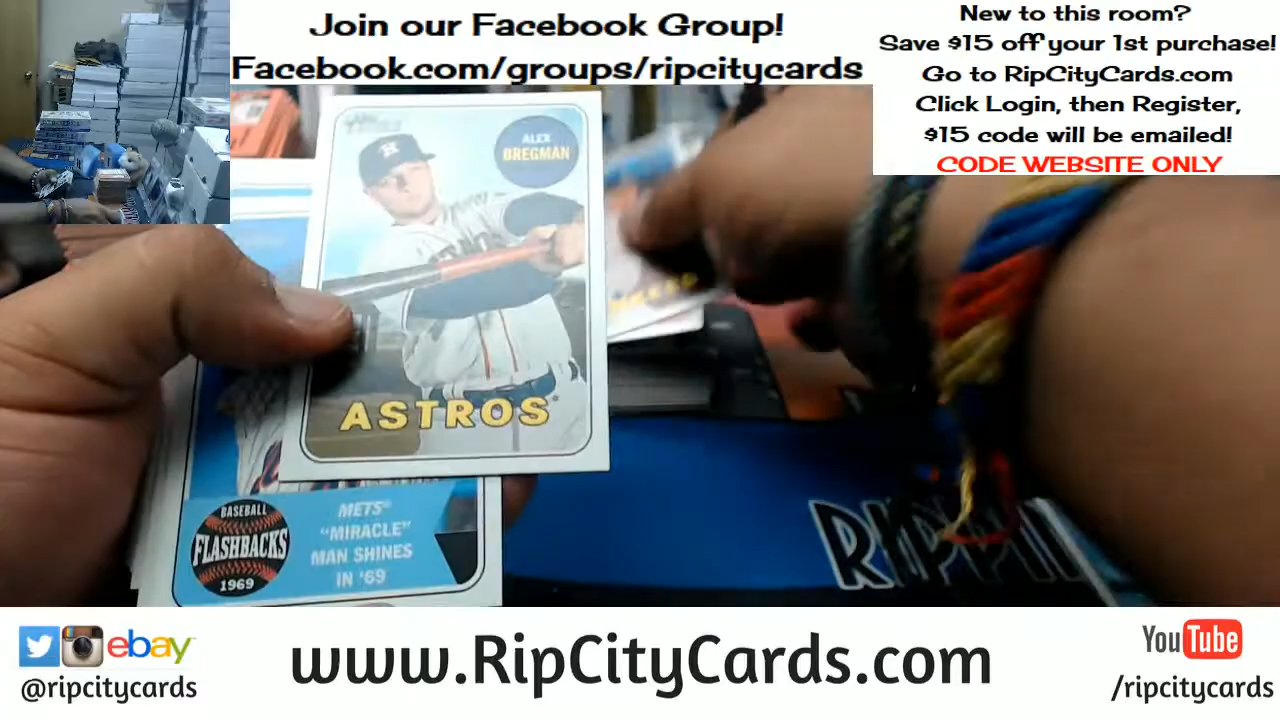 Join our Facebook Group!
Facebook.com/groups/ripcitycards
New to this room?
Save $15 off your 1st purchase!
Go to RipCityCards.com
Click Login, then Register,
$15 code will be emailed!
CODE WEBSITE ONLY
ALEX
BREGMAN
ASTROS
BASEBALL
FLASHBACKS
1969
METS
"MIRACLE"
MAN SHINES
IN '69
ebay
@ripcitycards
www.RipCityCards.com
YouTube
/ripcitycards